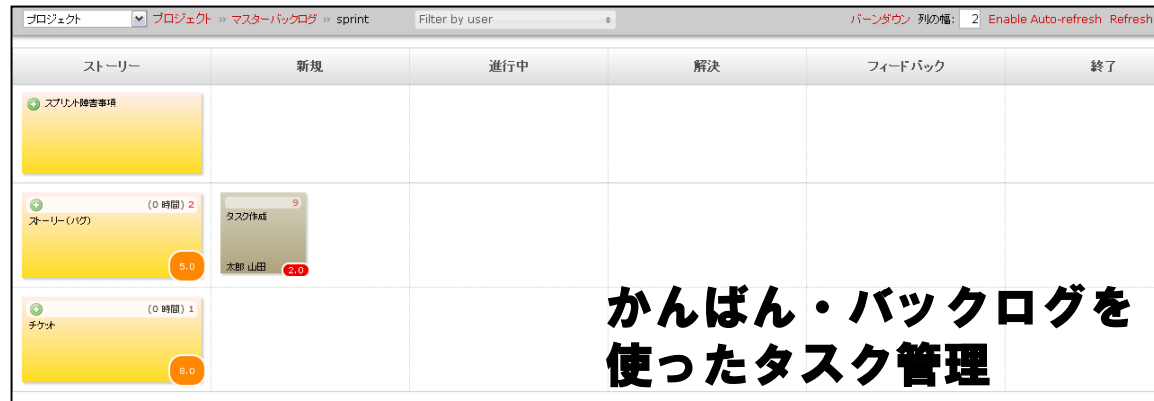 プロジェクト プロジェクト » マスターバックログ » sprint Filter by user バーンダウン 列の幅: 2 Enable Auto-refresh Refresh
ストーリー 新規 進行中 解決 フィードバック 終了
スプリント障害事項
(0 時間) 2 9
ストーリー(バグ) タスク作成
5.0 太郎 山田 2.0
(0 時間) 1
チケット
8.0
かんばん・バックログを
使ったタスク管理